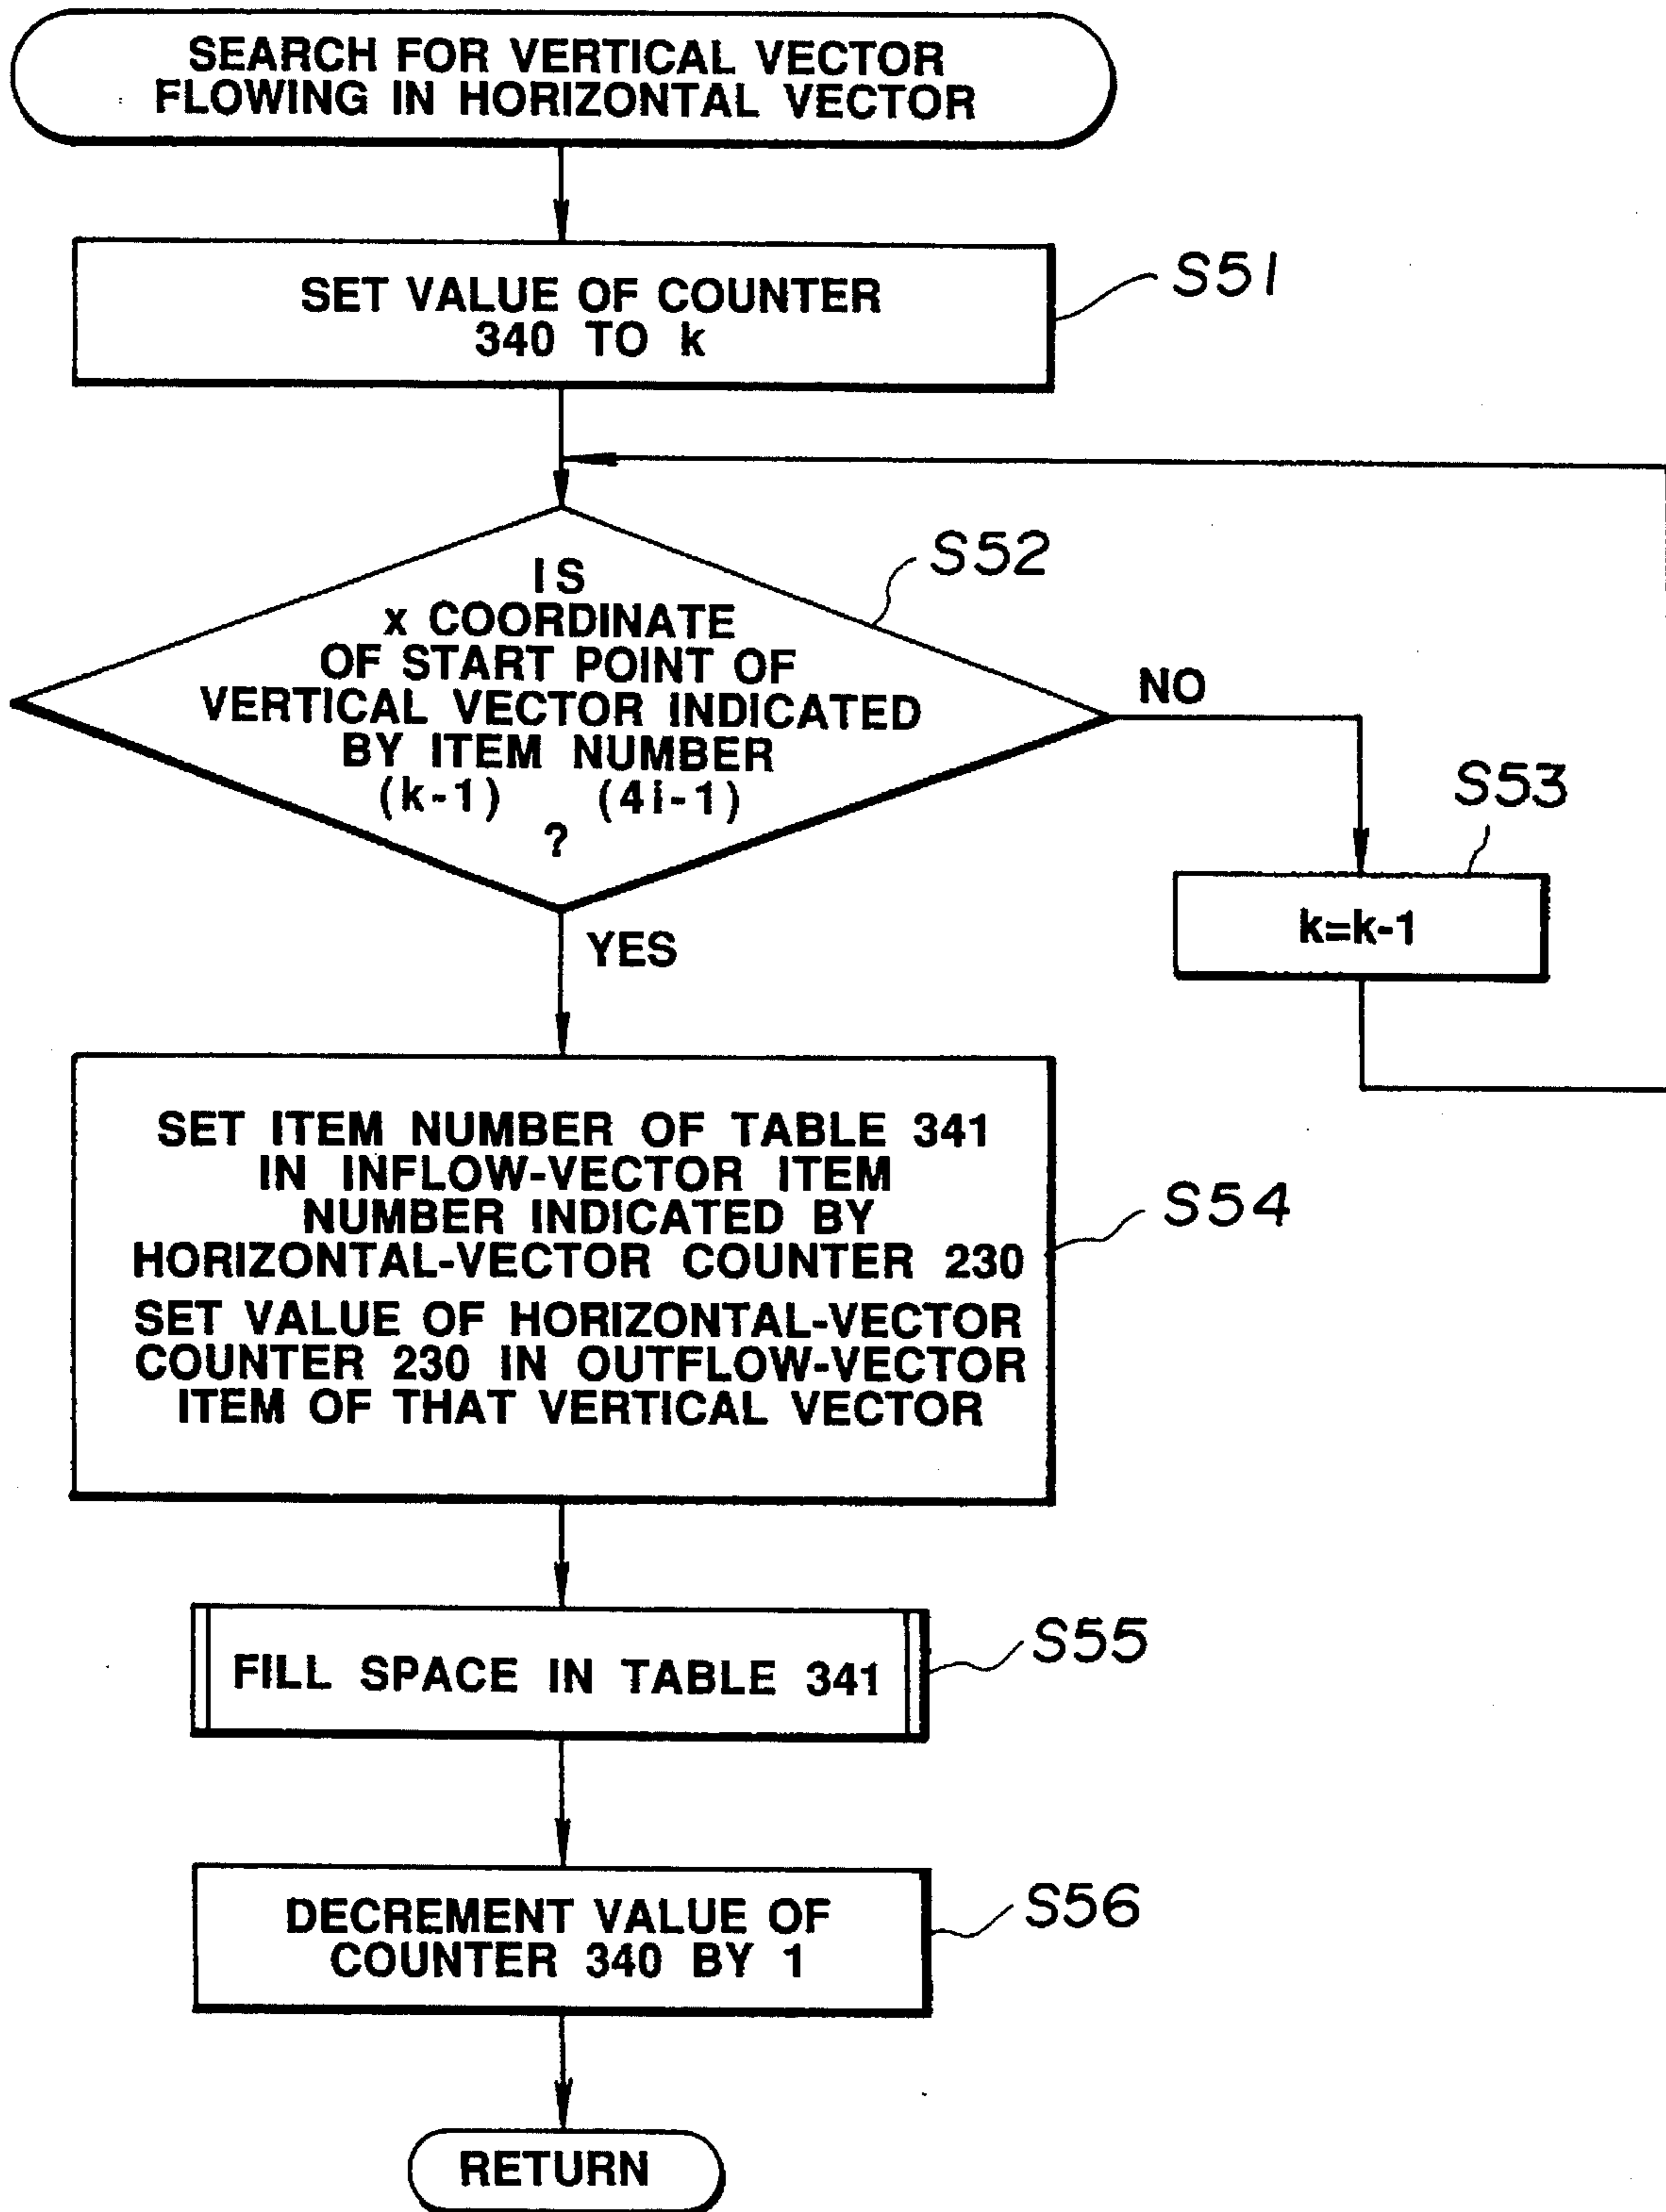 SEARCH FOR VERTICAL VECTOR
FLOWING IN HORIZONTAL VECTOR
SET VALUE OF COUNTER
340 TO k
S51
IS
x COORDINATE
OF START POINT OF
VERTICAL VECTOR INDICATED
BY ITEM NUMBER
(k-1) (4i-1)
?
S52
NO
S53
k=k-1
YES
SET ITEM NUMBER OF TABLE 341
IN INFLOW-VECTOR ITEM
NUMBER INDICATED BY
HORIZONTAL-VECTOR COUNTER 230
SET VALUE OF HORIZONTAL-VECTOR
COUNTER 230 IN OUTFLOW-VECTOR
ITEM OF THAT VERTICAL VECTOR
S54
FILL SPACE IN TABLE 341
S55
DECREMENT VALUE OF
COUNTER 340 BY 1
S56
RETURN